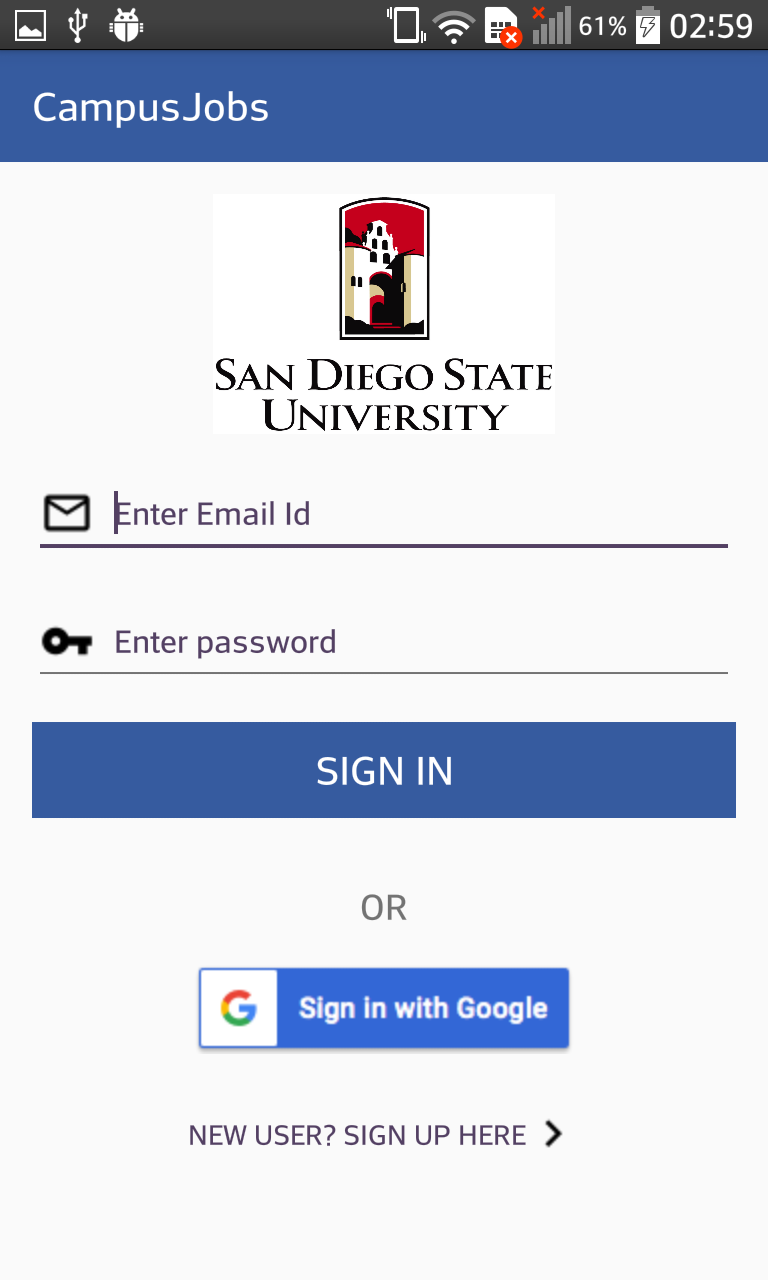 61% 02:59
CampusJobs
SAN DIEGO STATE
UNIVERSITY
Enter Email Id
Enter password
SIGN IN
OR
Sign in with Google
NEW USER? SIGN UP HERE